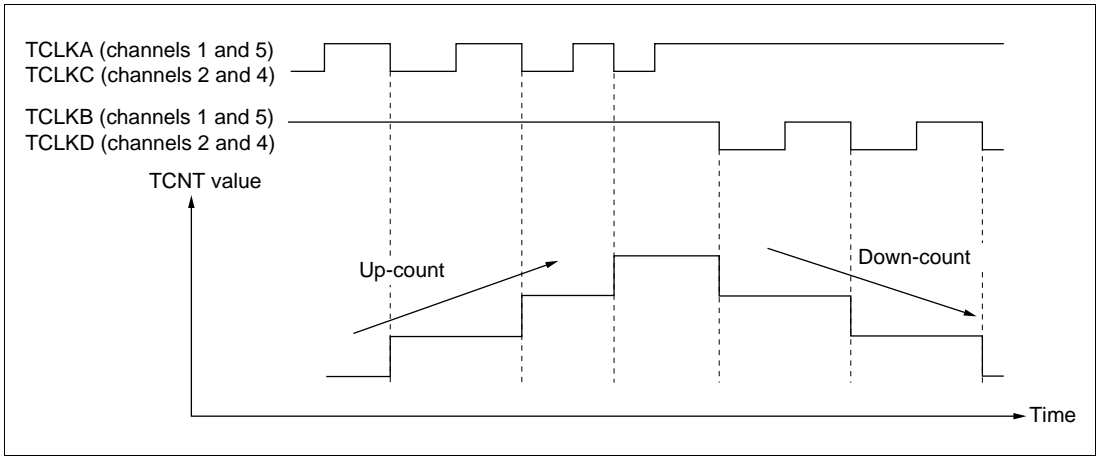 TCLKA (channels 1 and 5)
TCLKC (channels 2 and 4)
TCLKB (channels 1 and 5)
TCLKD (channels 2 and 4)
TCNT value
Up-count
Down-count
Time